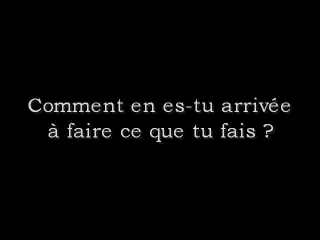 Comment en es-tu arrivée
à faire ce que tu fais ?